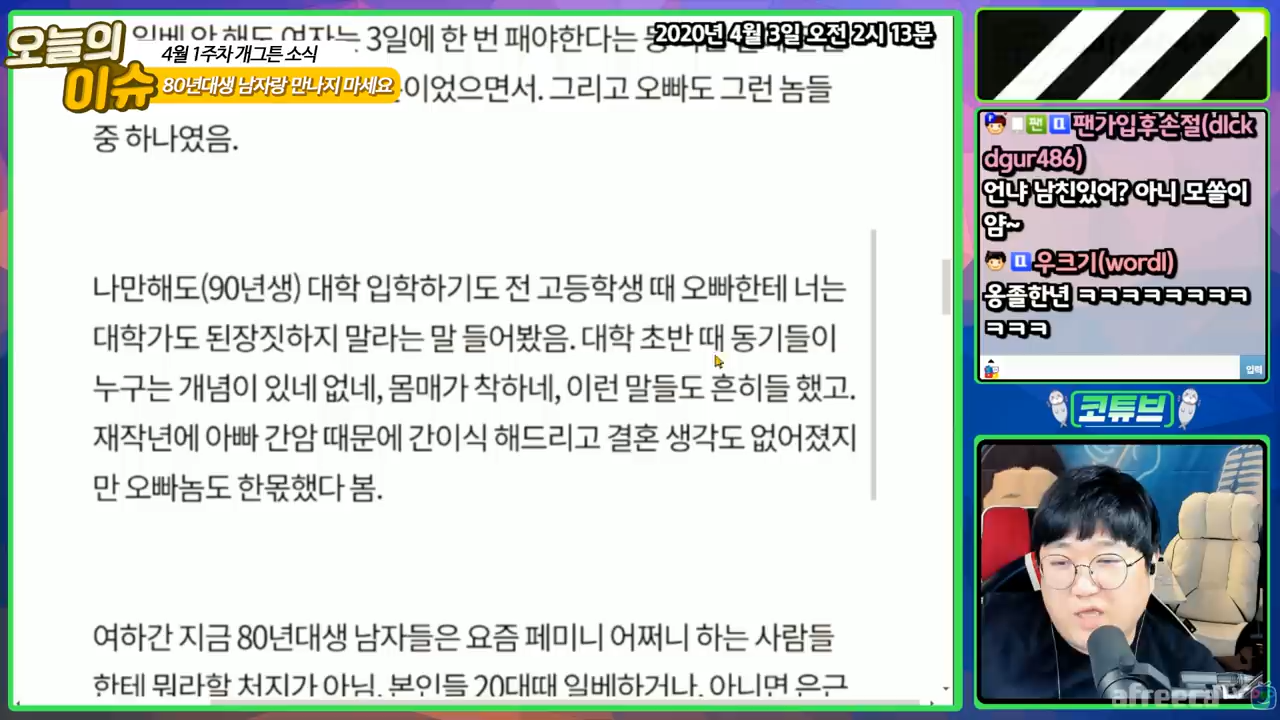 오늘의
이슈
4월 1주차 개그튼 소식
80년대생 남자랑 만나지 마세요
2020년 4월 3일 오전 2시 13분
일베 안 해도 여자는 3일에 한 번 패야한다는
이었으면서. 그리고 오빠도 그런 놈들
중 하나였음.
나만해도(90년생) 대학 입학하기도 전 고등학생 때 오빠한테 너는
대학가도 된장짓하지 말라는 말 들어봤음. 대학 초반 때 동기들이
누구는 개념이 있네 없네, 몸매가 착하네, 이런 말들도 흔히들 했고.
재작년에 아빠 간암 때문에 간이식 해드리고 결혼 생각도 없어졌지
만 오빠놈도 한몫했다 봄.
여하간 지금 80년대생 남자들은 요즘 페미니 어쩌니 하는 사람들
한테 뭐라할 처지가 아님. 본인들 20대때 일베하거나, 아니면 은근
팬 팬가입후손절(dlck
dgur486)
언냐 남친있어? 아니 모쏠이
얌~
우크기(wordl)
옹졸한년 ㅋㅋㅋㅋㅋㅋㅋㅋ
ㅋㅋㅋ
입력
코튜브
afreecaTV